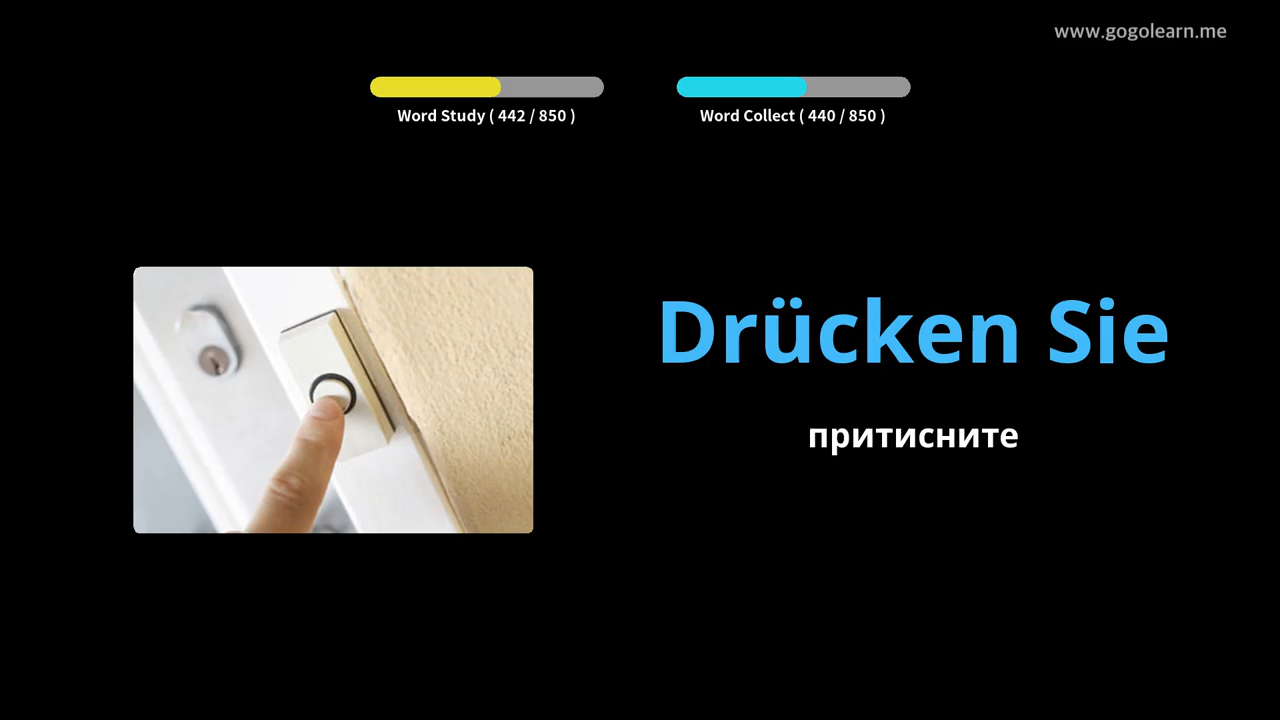 www.gogolearn.me
Word Study ( 442 / 850 )
Word Collect ( 440 / 850 )
Drücken Sie
притисните